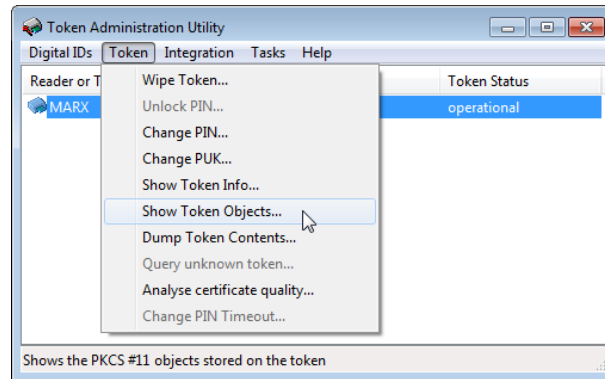 Token Administration Utility
Digital IDs Token Integration Tasks Help
Reader or T
Token Status
MARX
operational
Wipe Token...
Unlock PIN...
Change PIN...
Change PUK...
Show Token Info...
Show Token Objects...
Dump Token Contents...
Query unknown token...
Analyse certificate quality...
Change PIN Timeout...
Shows the PKCS #11 objects stored on the token